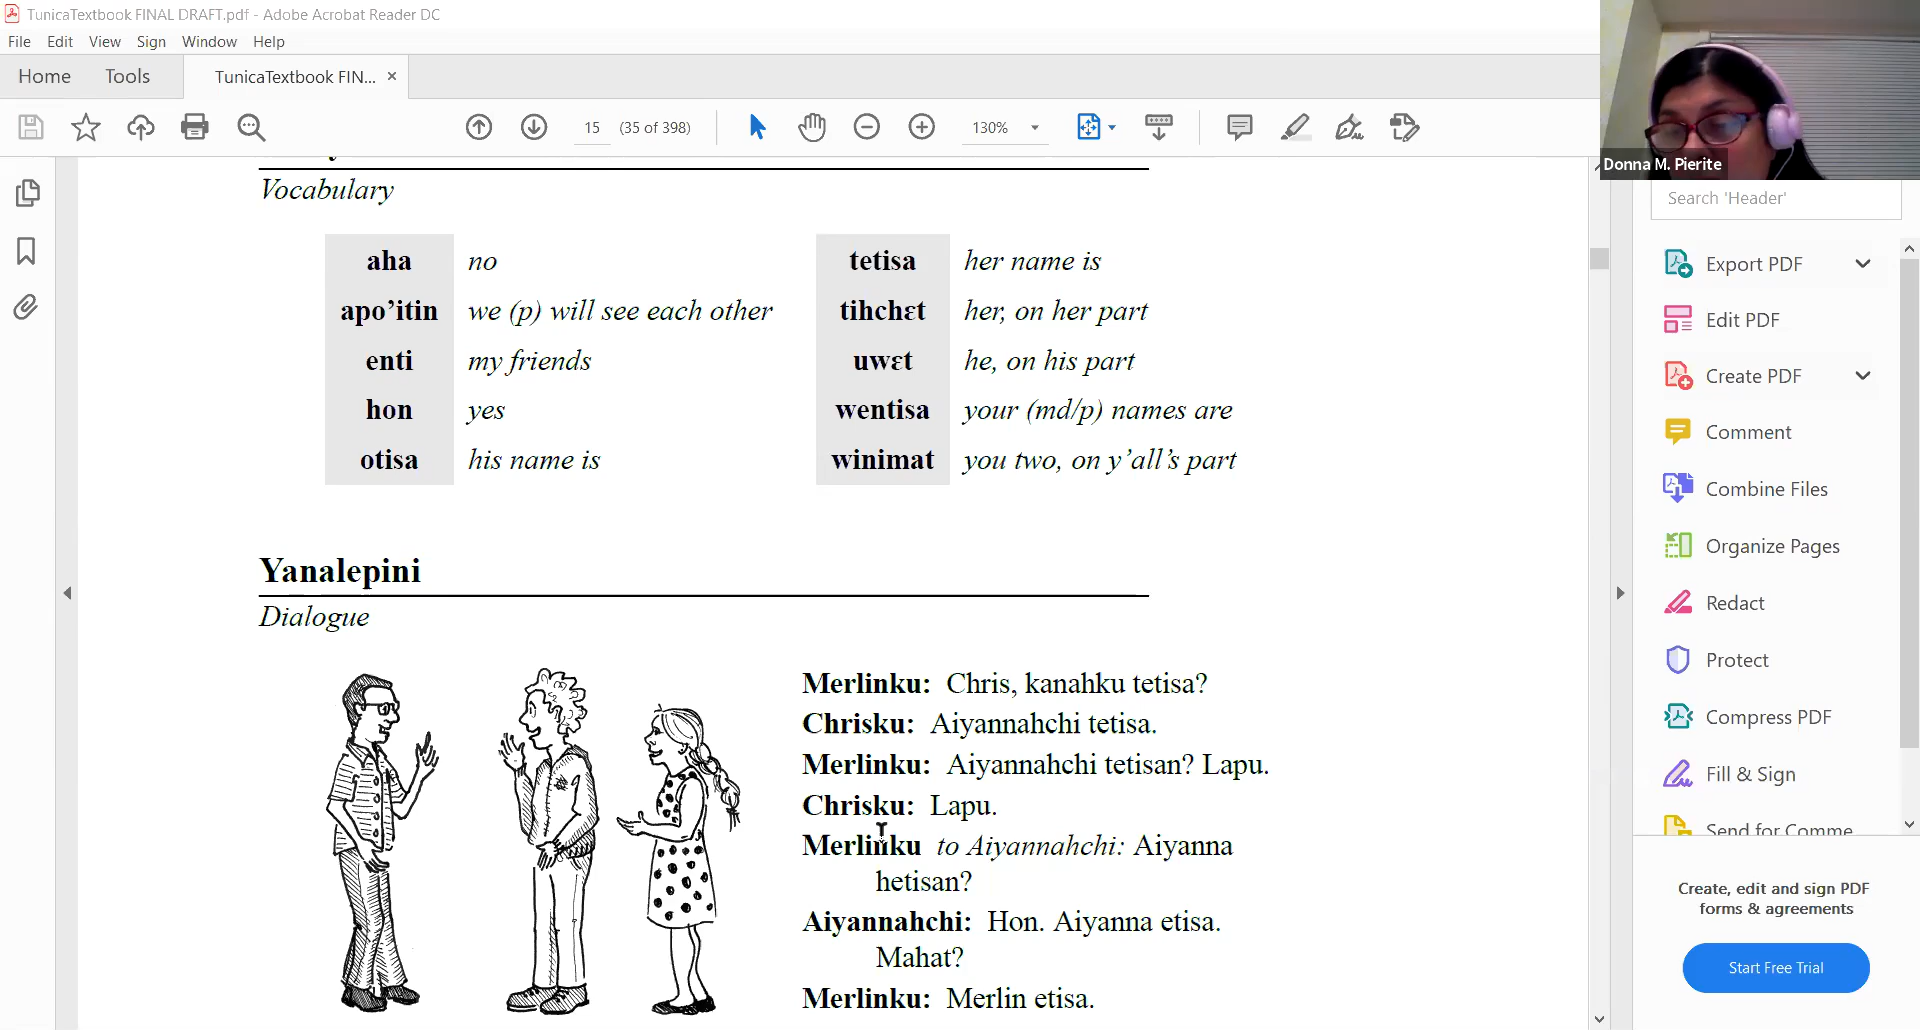 TunicaTextbook FINAL DRAFT.pdf - Adobe Acrobat Reader DC
File Edit View Sign Window Help
Home Tools TunicaTextbook FIN... ×
15 (35 of 398) 130%
Donna M. Pierite
Search 'Header'
Vocabulary
aha no
apo’itin we (p) will see each other
enti my friends
hon yes
otisa his name is
tetisa her name is
tihchɛt her, on her part
uwɛt he, on his part
wentisa your (md/p) names are
winimat you two, on y’all’s part
Yanalepini
Dialogue
Merlinku: Chris, kanahku tetisa?
Chrisku: Aiyannahchi tetisa.
Merlinku: Aiyannahchi tetisan? Lapu.
Chrisku: Lapu.
Merlinku to Aiyannahchi: Aiyanna
hetisan?
Aiyannahchi: Hon. Aiyanna etisa.
Mahat?
Merlinku: Merlin etisa.
Export PDF
Edit PDF
Create PDF
Comment
Combine Files
Organize Pages
Redact
Protect
Compress PDF
Fill & Sign
Send for Comme
Create, edit and sign PDF
forms & agreements
Start Free Trial